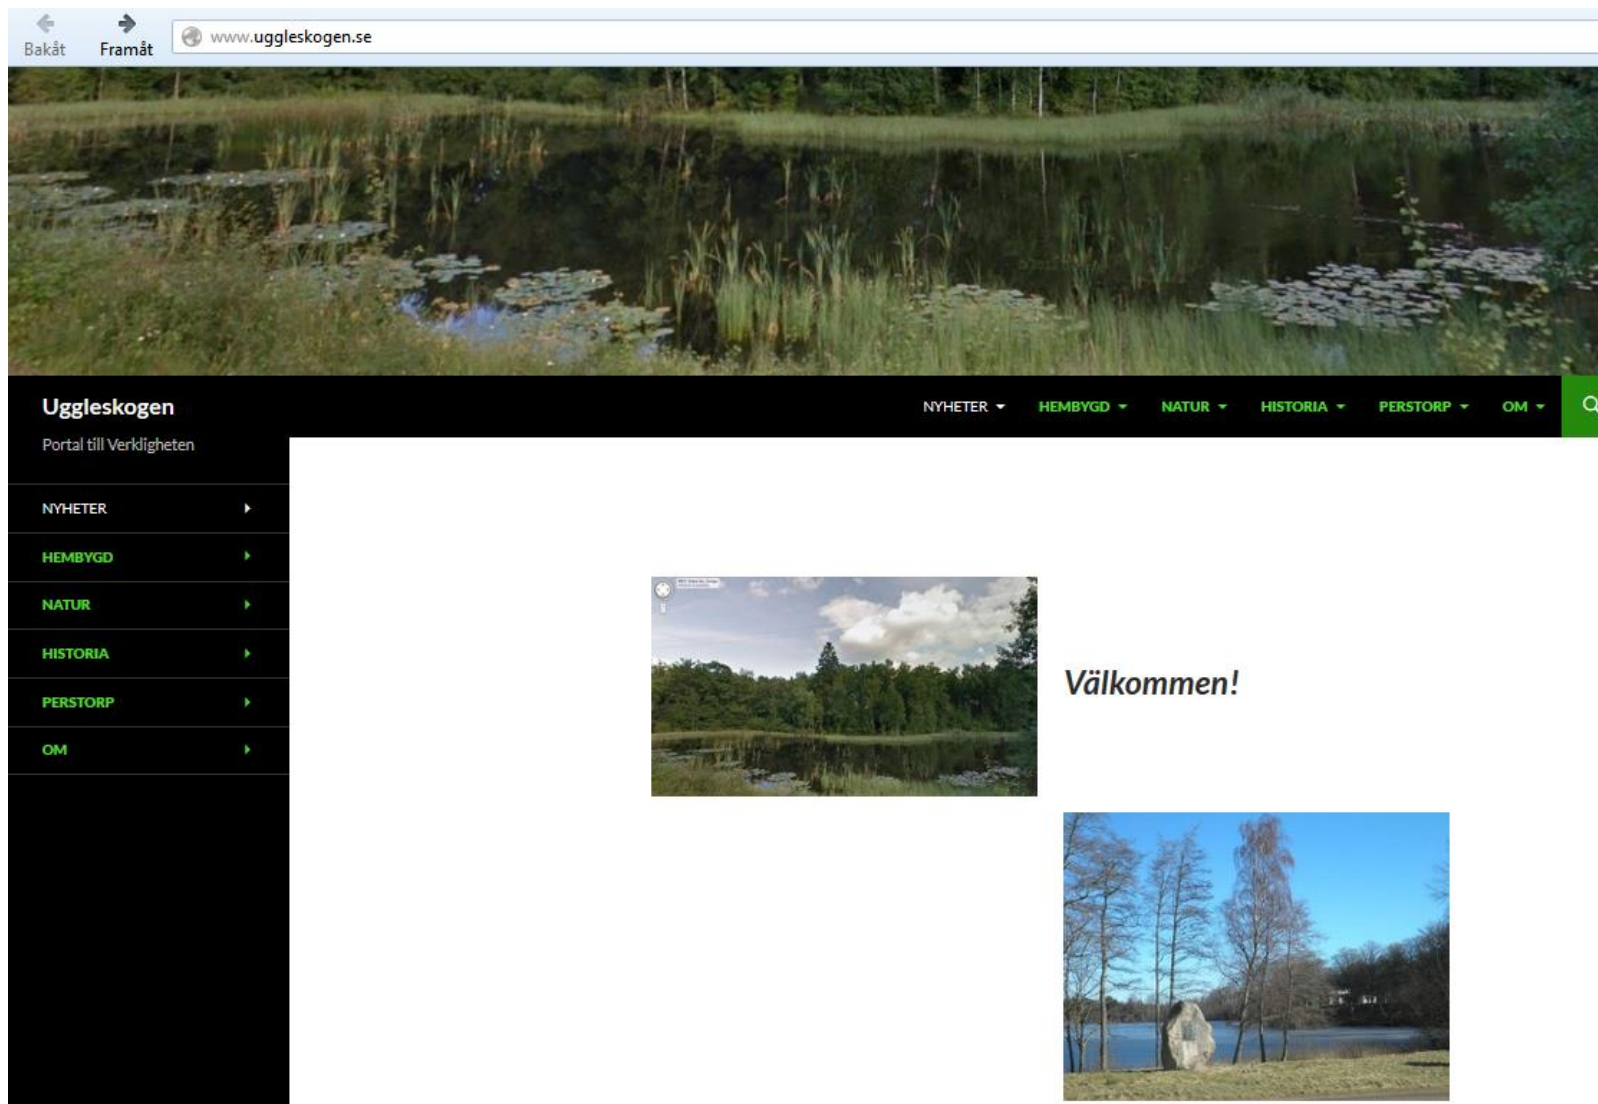 Bakåt Framåt www.uggleskogen.se
Uggleskogen
NYHETER HEMBYGD NATUR HISTORIA PERSTORP OM
Portal till Verkligheten
NYHETER
HEMBYGD
NATUR
HISTORIA
PERSTORP
OM
Välkommen!